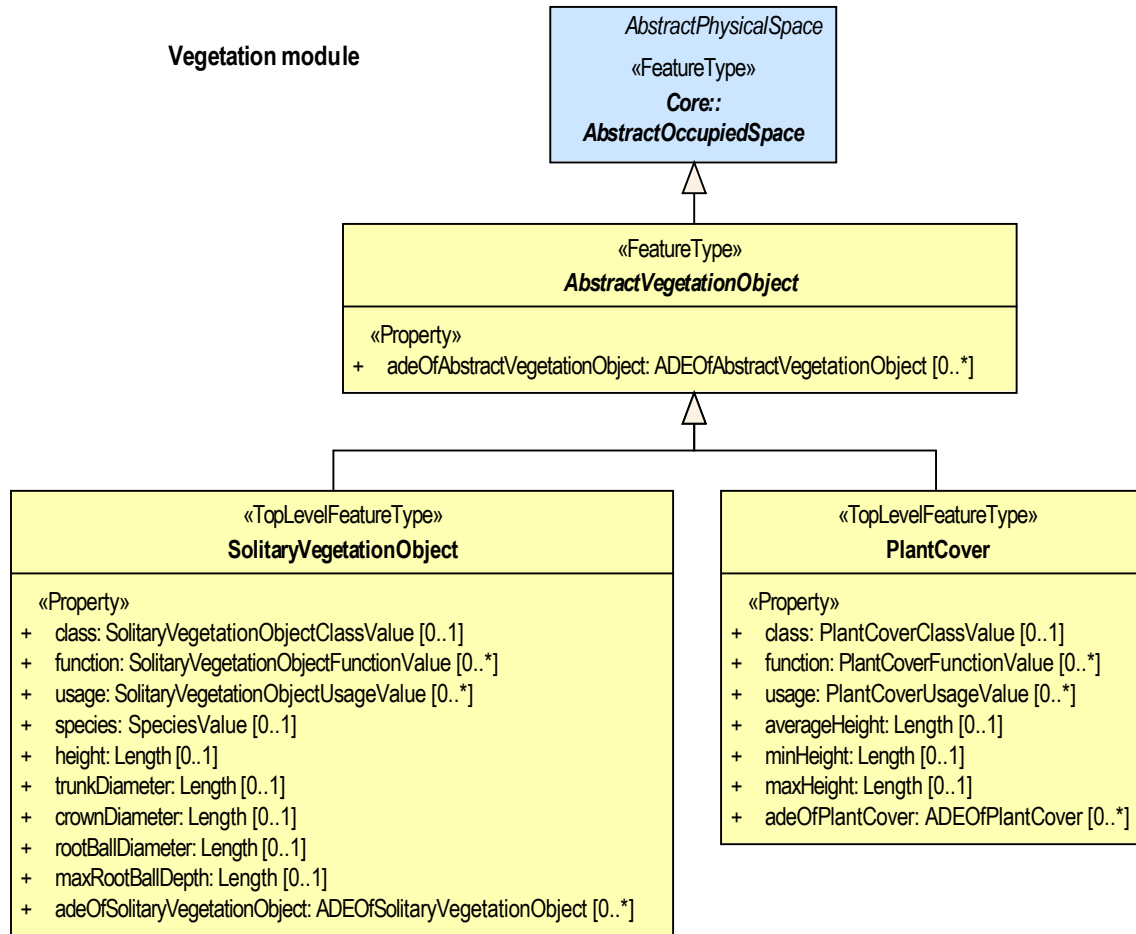 Vegetation module
AbstractPhysicalSpace
«FeatureType»
Core::
AbstractOccupiedSpace
«FeatureType»
AbstractVegetationObject
«Property»
+ adeOfAbstractVegetationObject: ADEOfAbstractVegetationObject [0..*]
«TopLevelFeatureType»
SolitaryVegetationObject
«Property»
+ class: SolitaryVegetationObjectClassValue [0..1]
+ function: SolitaryVegetationObjectFunctionValue [0..*]
+ usage: SolitaryVegetationObjectUsageValue [0..*]
+ species: SpeciesValue [0..1]
+ height: Length [0..1]
+ trunkDiameter: Length [0..1]
+ crownDiameter: Length [0..1]
+ rootBallDiameter: Length [0..1]
+ maxRootBallDepth: Length [0..1]
+ adeOfSolitaryVegetationObject: ADEOfSolitaryVegetationObject [0..*]
«TopLevelFeatureType»
PlantCover
«Property»
+ class: PlantCoverClassValue [0..1]
+ function: PlantCoverFunctionValue [0..*]
+ usage: PlantCoverUsageValue [0..*]
+ averageHeight: Length [0..1]
+ minHeight: Length [0..1]
+ maxHeight: Length [0..1]
+ adeOfPlantCover: ADEOfPlantCover [0..*]